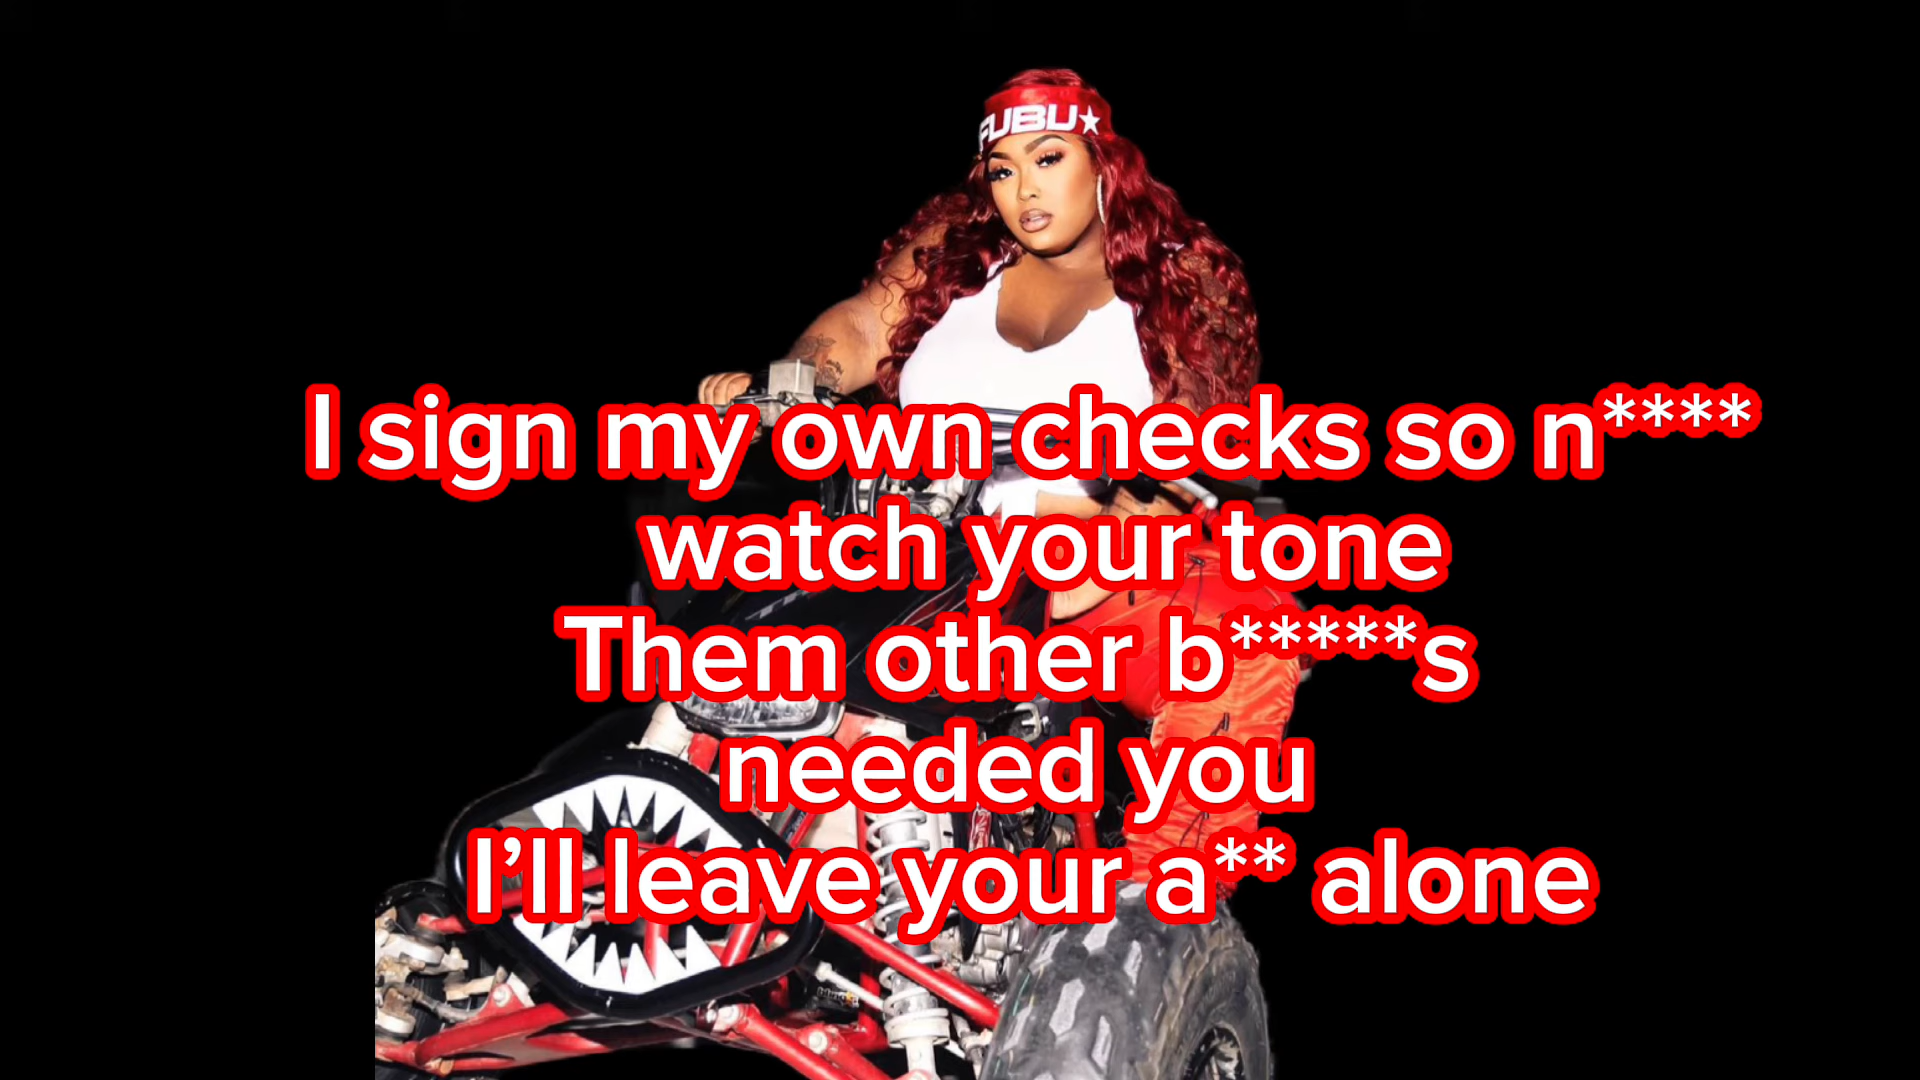 FUBU★
I sign my own checks so n****
watch your tone
Them other b*****s
needed you
I’ll leave your a** alone